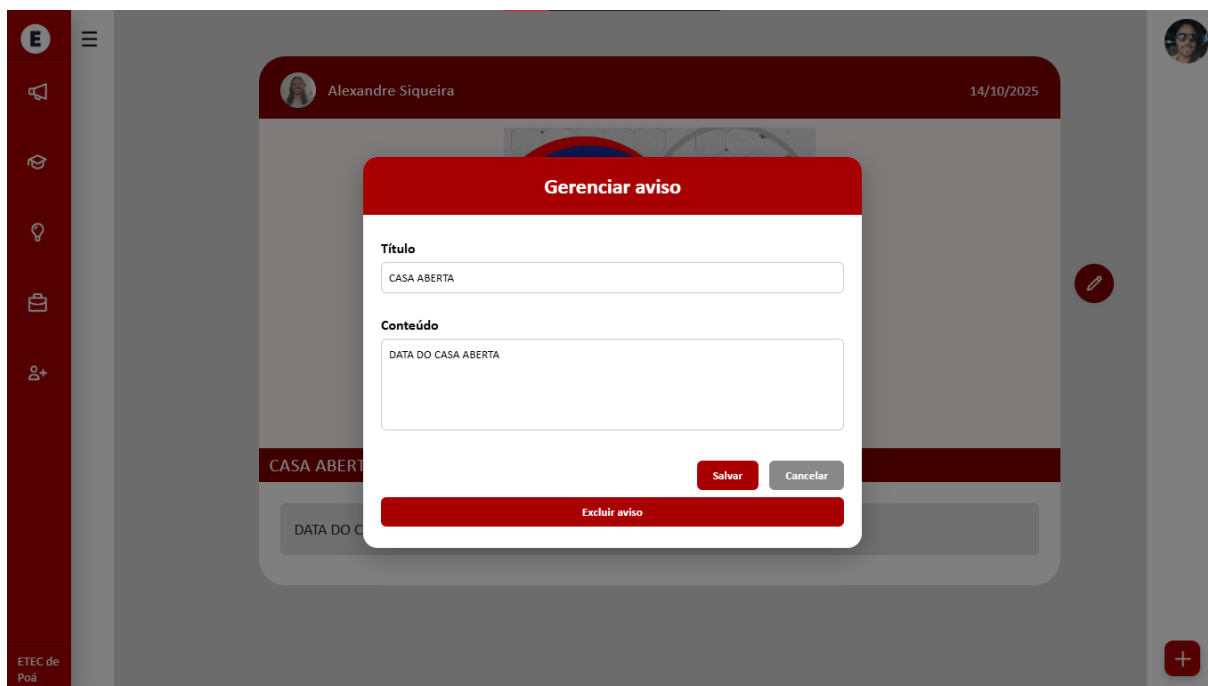 E
Alexandre Siqueira
14/10/2025
Gerenciar aviso
Título
CASA ABERTA
Conteúdo
DATA DO CASA ABERTA
Salvar
Cancelar
Excluir aviso
CASA ABERT
DATA DO C
ETEC de
Poá